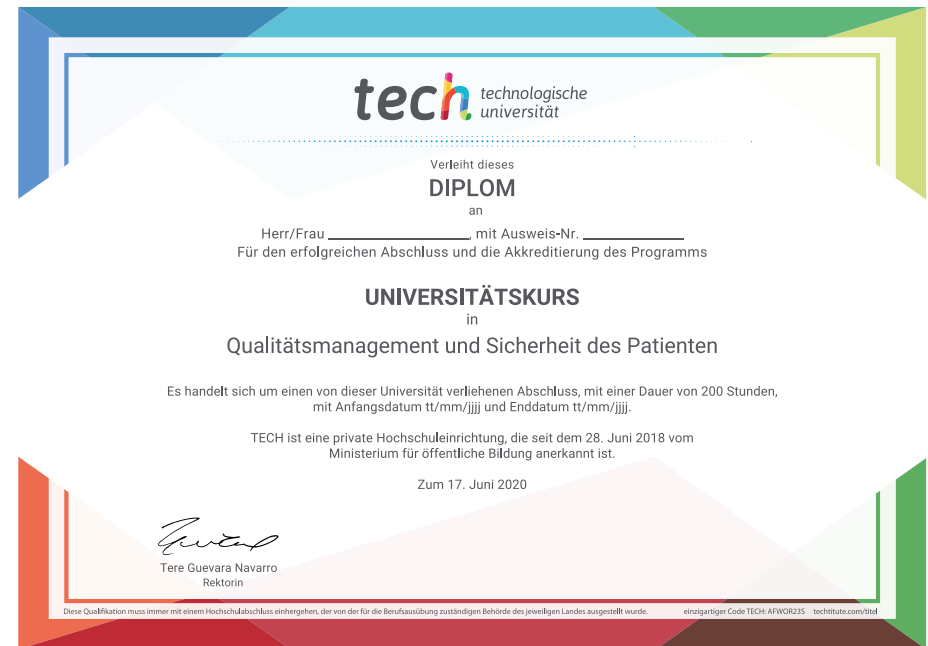 tech technologische
universität
Verleiht dieses
DIPLOM
an
Herr/Frau ________________, mit Ausweis-Nr. ____________
Für den erfolgreichen Abschluss und die Akkreditierung des Programms
UNIVERSITÄTSKURS
in
Qualitätsmanagement und Sicherheit des Patienten
Es handelt sich um einen von dieser Universität verliehenen Abschluss, mit einer Dauer von 200 Stunden,
mit Anfangsdatum tt/mm/jjjj und Enddatum tt/mm/jjjj.
TECH ist eine private Hochschuleinrichtung, die seit dem 28. Juni 2018 vom
Ministerium für öffentliche Bildung anerkannt ist.
Zum 17. Juni 2020
Tere Guevara Navarro
Rektorin
Diese Qualifikation muss immer mit einem Hochschulabschluss einhergehen, der von der für die Berufsausübung zuständigen Behörde des jeweiligen Landes ausgestellt wurde. einzigartiger Code TECH: AFWOR23S techtitute.com/titel